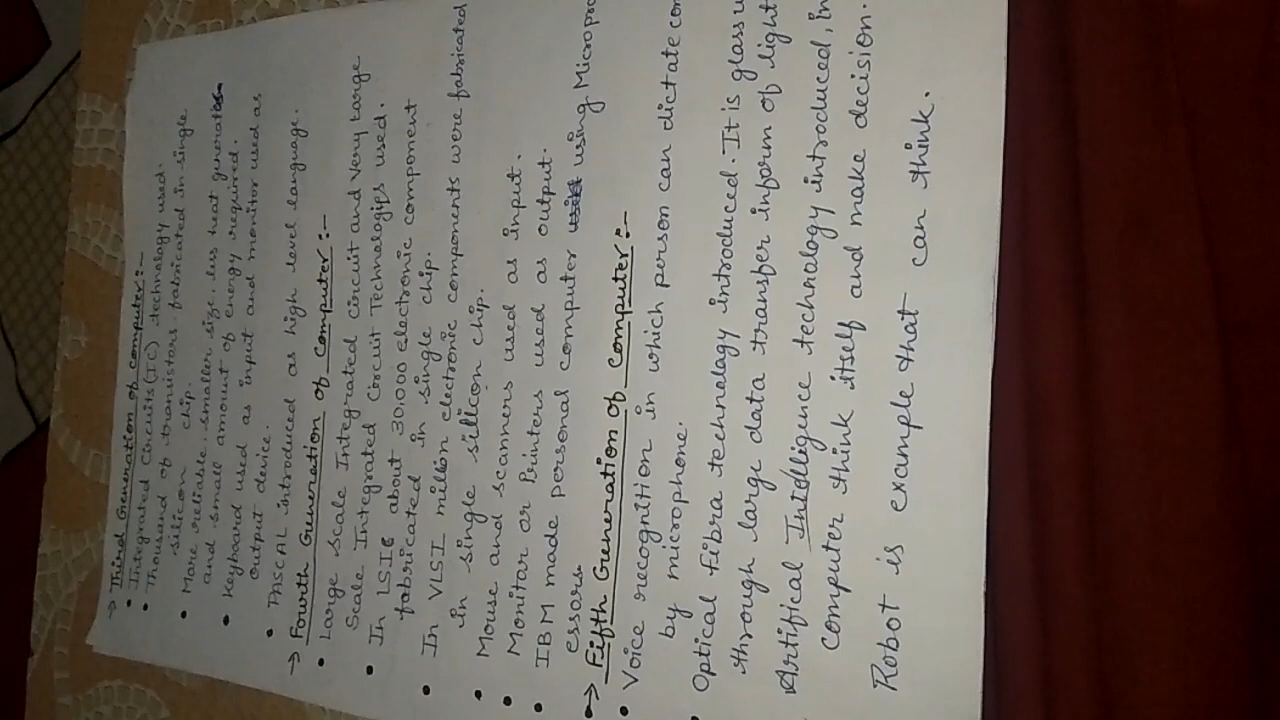 → Third Generation of computer:-
• Integrated Circuits (IC) technology used.
• Thousand of transistors fabricated in single
silicon chip.
• More reliable, smaller size, less heat generates
and small amount of energy required.
• Keyboard used as input and monitor used as
output device.
• PASCAL introduced as high level language.
→ Fourth Generation of Computer :-
• Large Scale Integrated circuit and Very Large
Scale Integrated Circuit Technologies used.
• In LSIC about 30,000 electronic component
fabricated in single chip.
• In VLSI million electronic components were fabricated
in single silicon chip.
• Mouse and scanners used as input.
• Monitor or Printers used as output.
• IBM made personal computer using Microproc
essors.
→ Fifth Generation of Computer:-
• Voice recognition in which person can dictate com
by microphone.
• Optical fibra technology introduced. It is glass
through large data transfer inform of light
Artifical Intelligence technology introduced, in
Computer think itself and make decision.
Robot is example that can think.